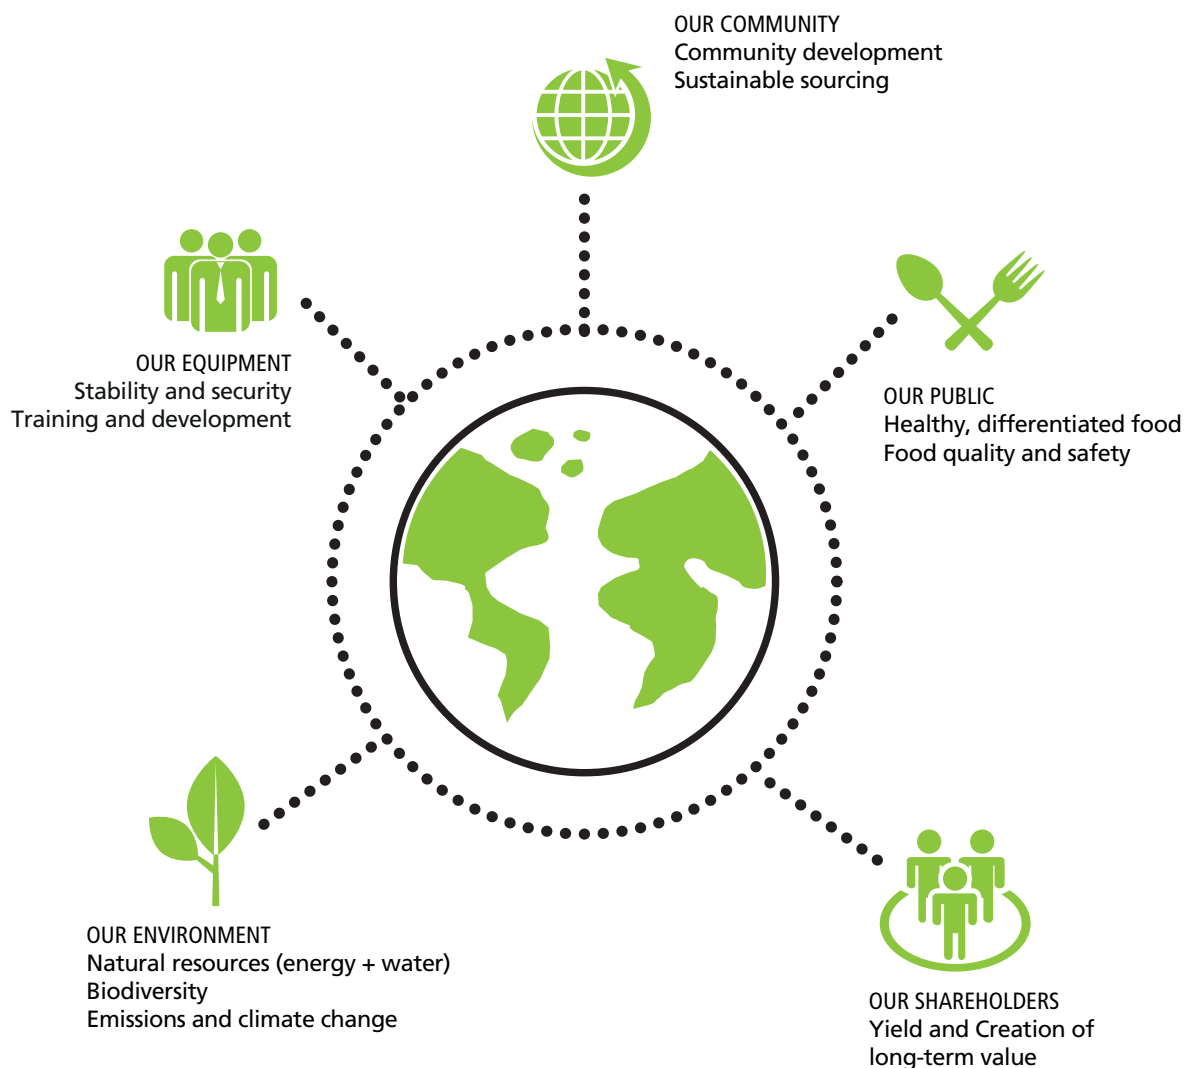 OUR COMMUNITY
Community development
Sustainable sourcing
OUR EQUIPMENT
Stability and security
Training and development
OUR PUBLIC
Healthy, differentiated food
Food quality and safety
OUR ENVIRONMENT
Natural resources (energy + water)
Biodiversity
Emissions and climate change
OUR SHAREHOLDERS
Yield and Creation of
long-term value